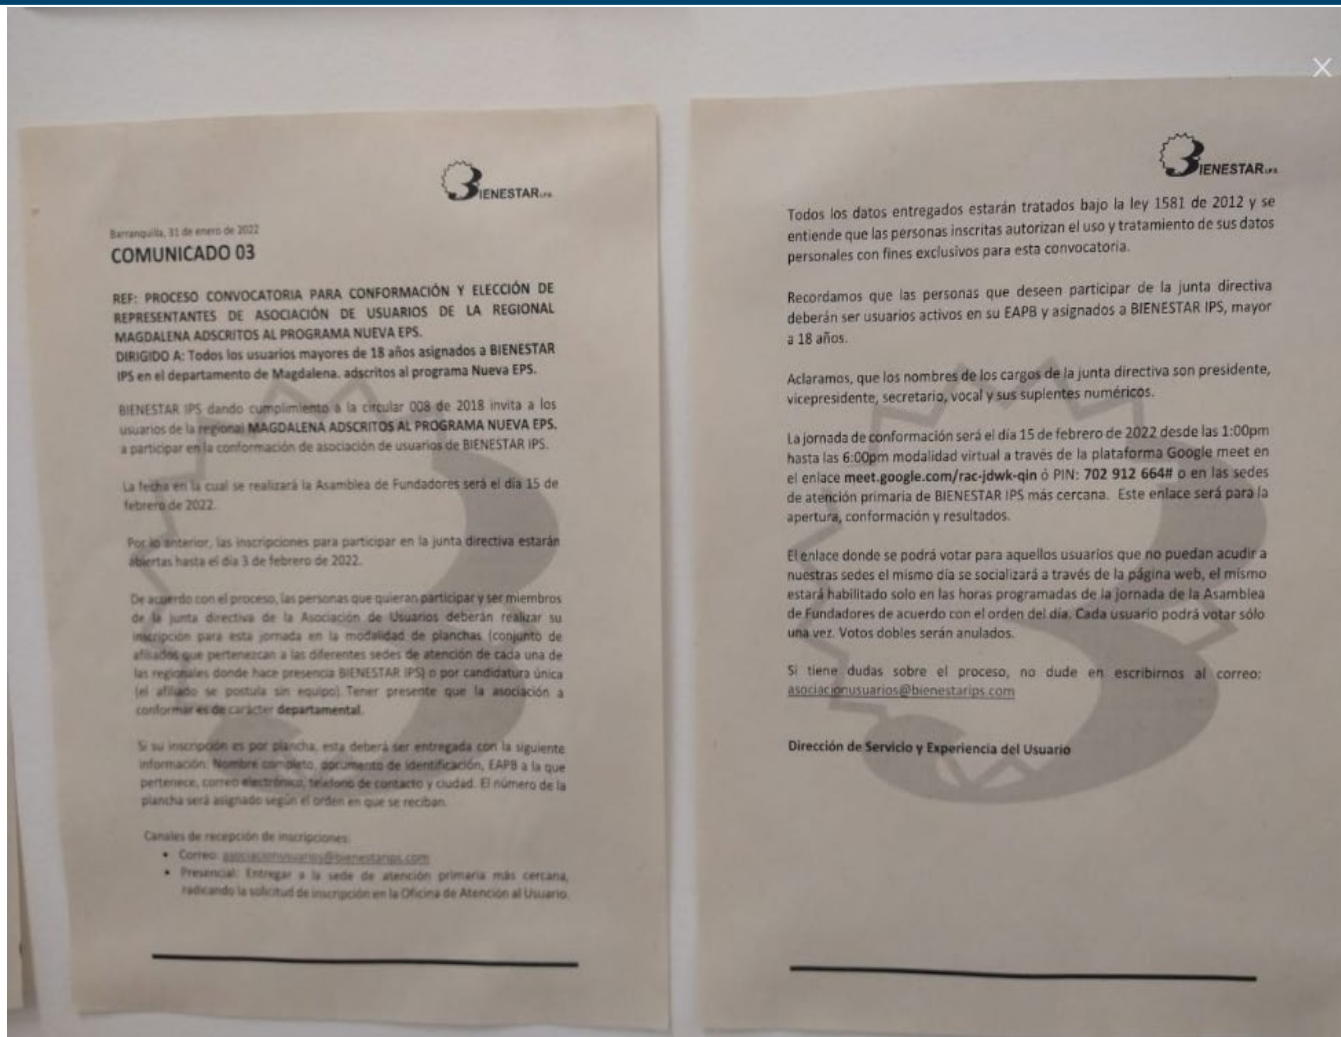 BIENESTAR I.P.S.
Barranquilla, 31 de enero de 2022
COMUNICADO 03
REF: PROCESO CONVOCATORIA PARA CONFORMACIÓN Y ELECCIÓN DE
REPRESENTANTES DE ASOCIACIÓN DE USUARIOS DE LA REGIONAL
MAGDALENA ADSCRITOS AL PROGRAMA NUEVA EPS.
DIRIGIDO A: Todos los usuarios mayores de 18 años asignados a BIENESTAR
IPS en el departamento de Magdalena. adscritos al programa Nueva EPS.
BIENESTAR IPS dando cumplimiento a la circular 008 de 2018 invita a los
usuarios de la regional MAGDALENA ADSCRITOS AL PROGRAMA NUEVA EPS.
a participar en la conformación de asociación de usuarios de BIENESTAR IPS.
La fecha en la cual se realizará la Asamblea de Fundadores será el día 15 de
febrero de 2022.
Por lo anterior, las inscripciones para participar en la junta directiva estarán
abiertas hasta el día 3 de febrero de 2022.
De acuerdo con el proceso, las personas que quieran participar y ser miembros
de la junta directiva de la Asociación de Usuarios deberán realizar su
inscripción para esta jornada en la modalidad de planchas (conjunto de
afiliados que pertenezcan a las diferentes sedes de atención de cada una de
las regionales donde hace presencia BIENESTAR IPS) o por candidatura única
(el afiliado se postula sin equipo). Tener presente que la asociación a
conformar es de carácter departamental.
Si su inscripción es por plancha, esta deberá ser entregada con la siguiente
información: Nombre completo, documento de identificación, EAPB a la que
pertenece, correo electrónico, teléfono de contacto y ciudad. El número de la
plancha será asignado según el orden en que se reciban.
Canales de recepción de inscripciones:
• Correo: asociacionusuarios@bienestarips.com
• Presencial: Entregar a la sede de atención primaria más cercana,
radicando la solicitud de inscripción en la Oficina de Atención al Usuario.
BIENESTAR I.P.S.
Todos los datos entregados estarán tratados bajo la ley 1581 de 2012 y se
entiende que las personas inscritas autorizan el uso y tratamiento de sus datos
personales con fines exclusivos para esta convocatoria.
Recordamos que las personas que deseen participar de la junta directiva
deberán ser usuarios activos en su EAPB y asignados a BIENESTAR IPS, mayor
a 18 años.
Aclaramos, que los nombres de los cargos de la junta directiva son presidente,
vicepresidente, secretario, vocal y sus suplentes numéricos.
La jornada de conformación será el día 15 de febrero de 2022 desde las 1:00pm
hasta las 6:00pm modalidad virtual a través de la plataforma Google meet en
el enlace meet.google.com/rac-jdwk-qin ó PIN: 702 912 664# o en las sedes
de atención primaria de BIENESTAR IPS más cercana. Este enlace será para la
apertura, conformación y resultados.
El enlace donde se podrá votar para aquellos usuarios que no puedan acudir a
nuestras sedes el mismo día se socializará a través de la página web, el mismo
estará habilitado solo en las horas programadas de la jornada de la Asamblea
de Fundadores de acuerdo con el orden del día. Cada usuario podrá votar sólo
una vez. Votos dobles serán anulados.
Si tiene dudas sobre el proceso, no dude en escribirnos al correo:
asociacionusuarios@bienestarips.com
Dirección de Servicio y Experiencia del Usuario